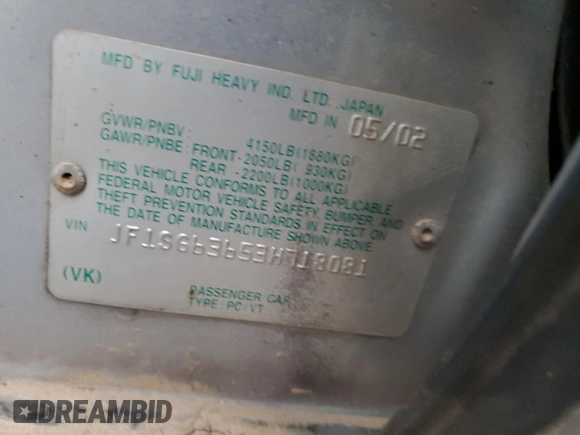 MFD BY FUJI HEAVY IND. LTD., JAPAN
MFD IN 05/02
GVWR/PNBV: 4150LB(1880KG)
GAWR/PNBE: FRONT-2050LB( 930KG)
REAR -2200LB(1000KG)
THIS VEHICLE CONFORMS TO ALL APPLICABLE
FEDERAL MOTOR VEHICLE SAFETY, BUMPER, AND
THEFT PREVENTION STANDARDS IN EFFECT ON
THE DATE OF MANUFACTURE SHOWN ABOVE.
VIN JF1SG63653H718081
(VK)
PASSENGER CAR
TYPE: PC/VT
DREAMBID